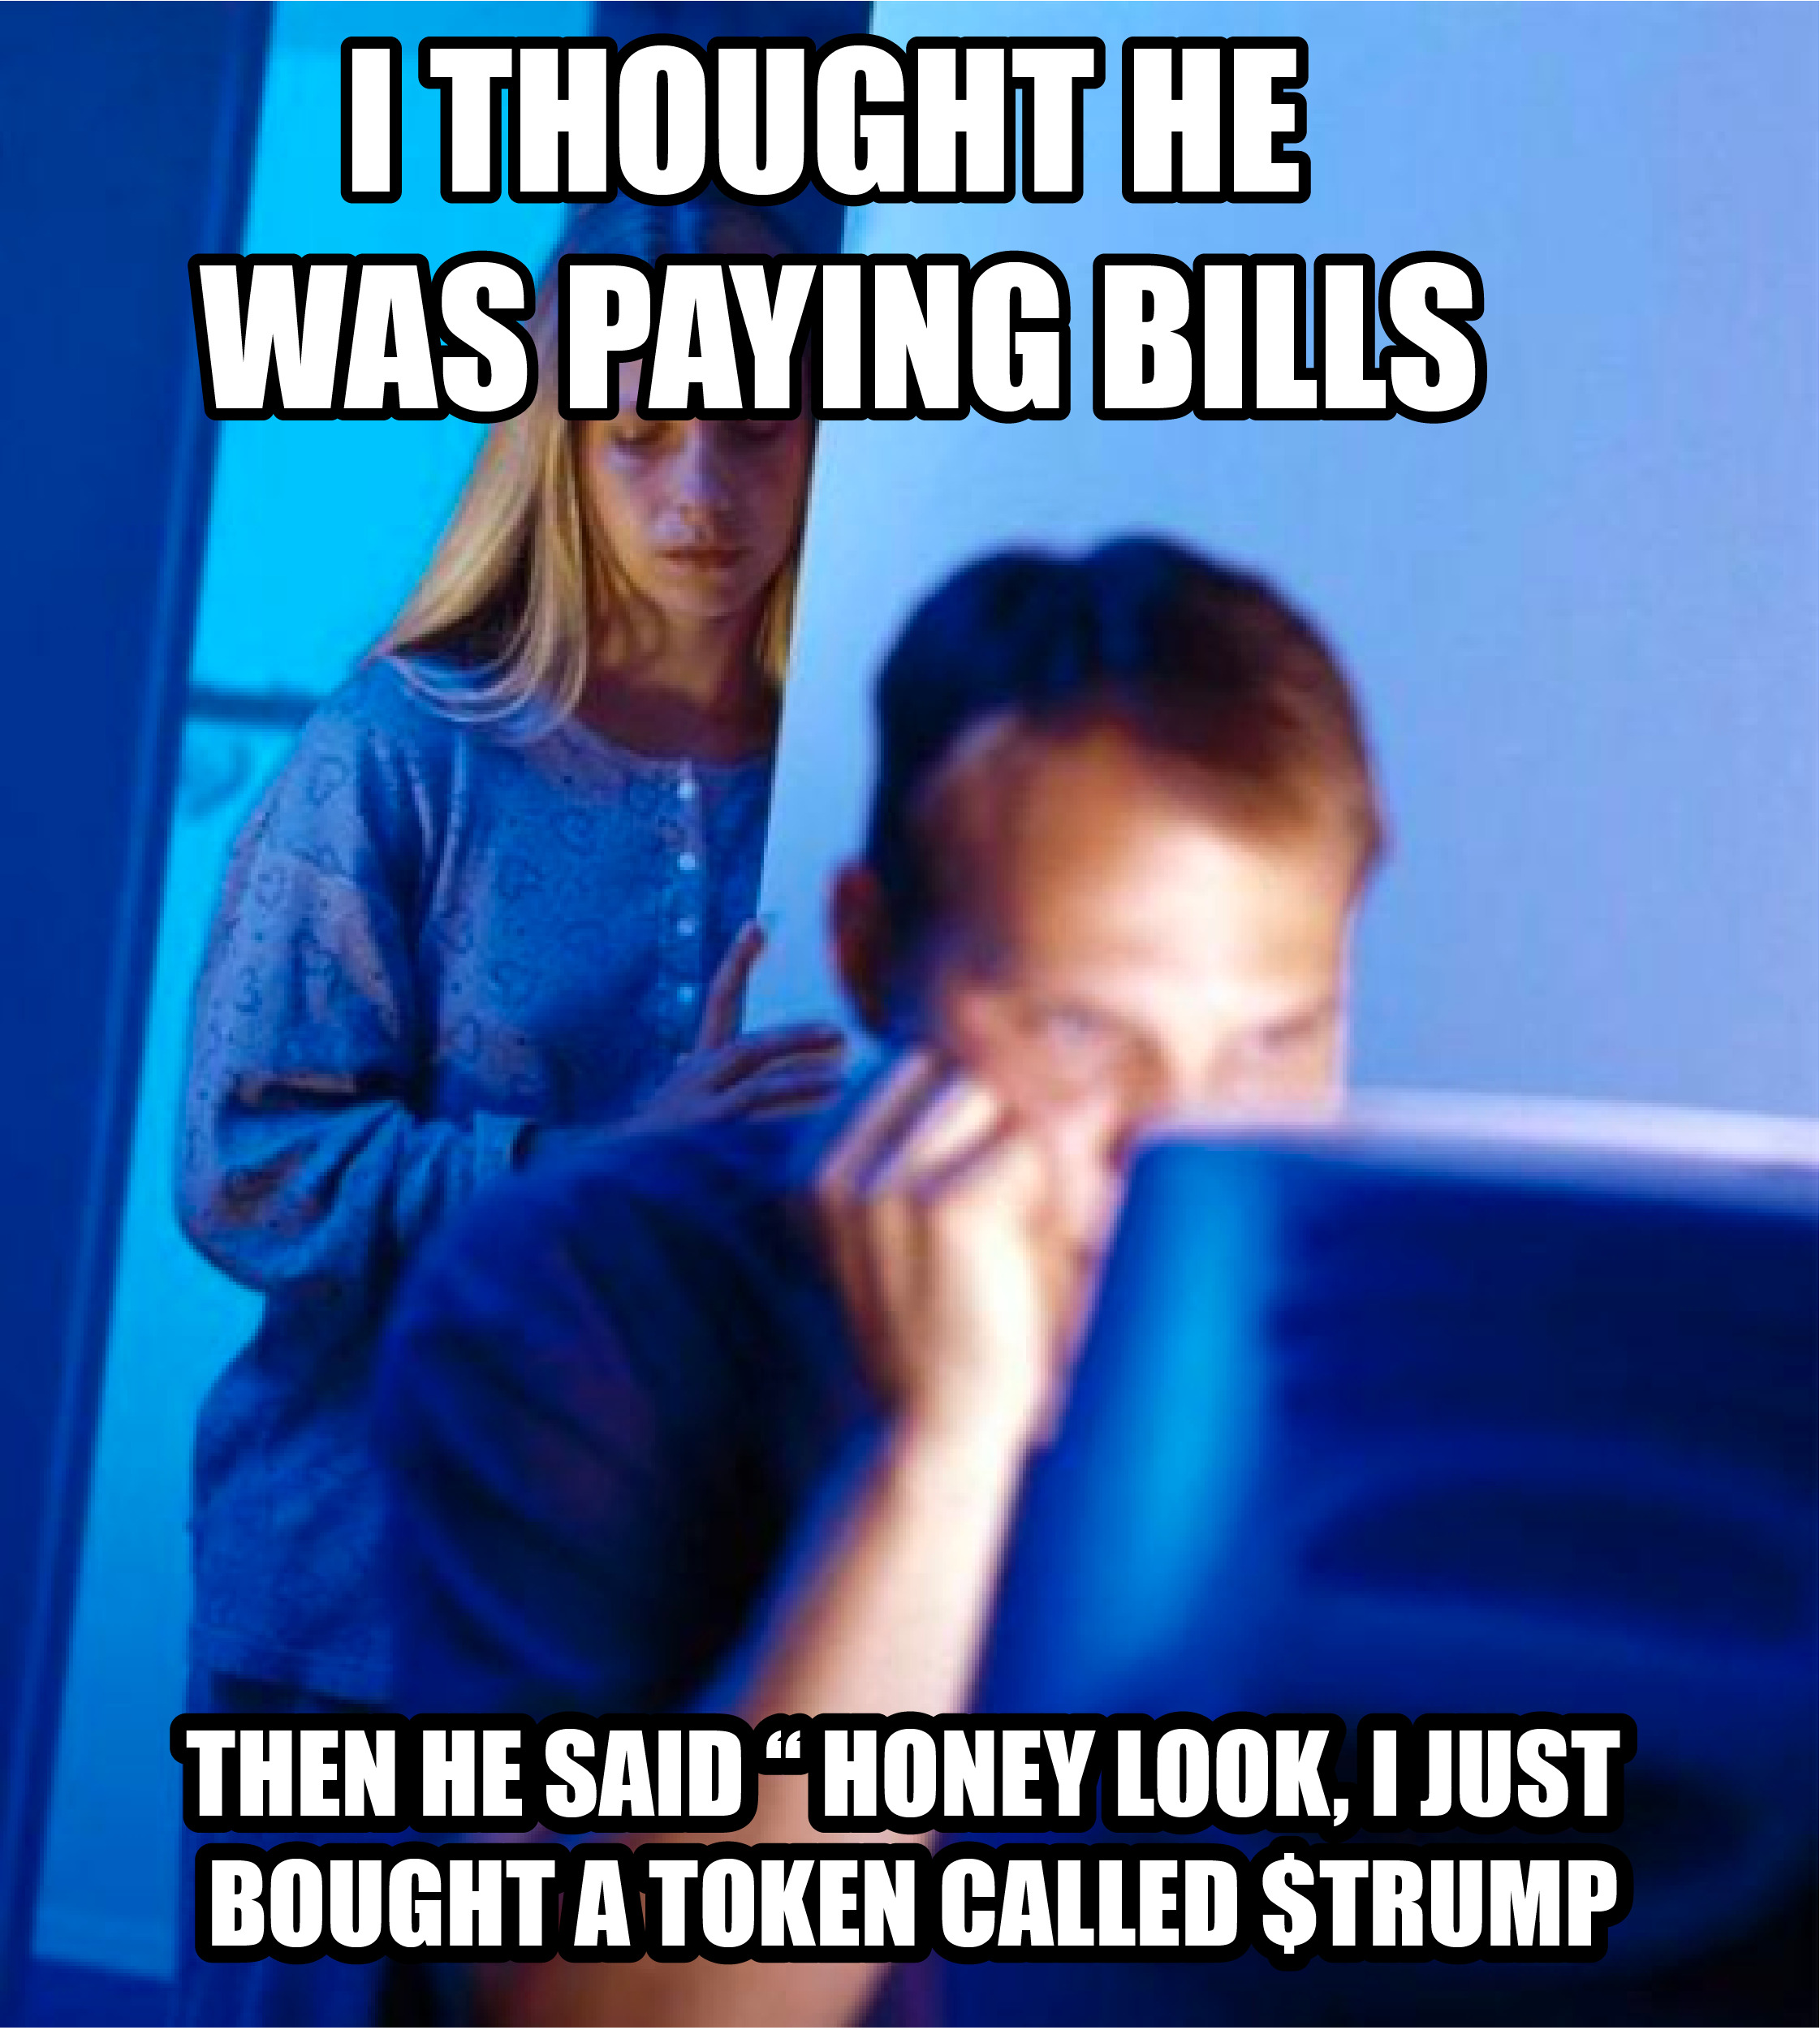 I THOUGHT HE
WAS PAYING BILLS
THEN HE SAID “ HONEY LOOK, I JUST
BOUGHT A TOKEN CALLED $TRUMP